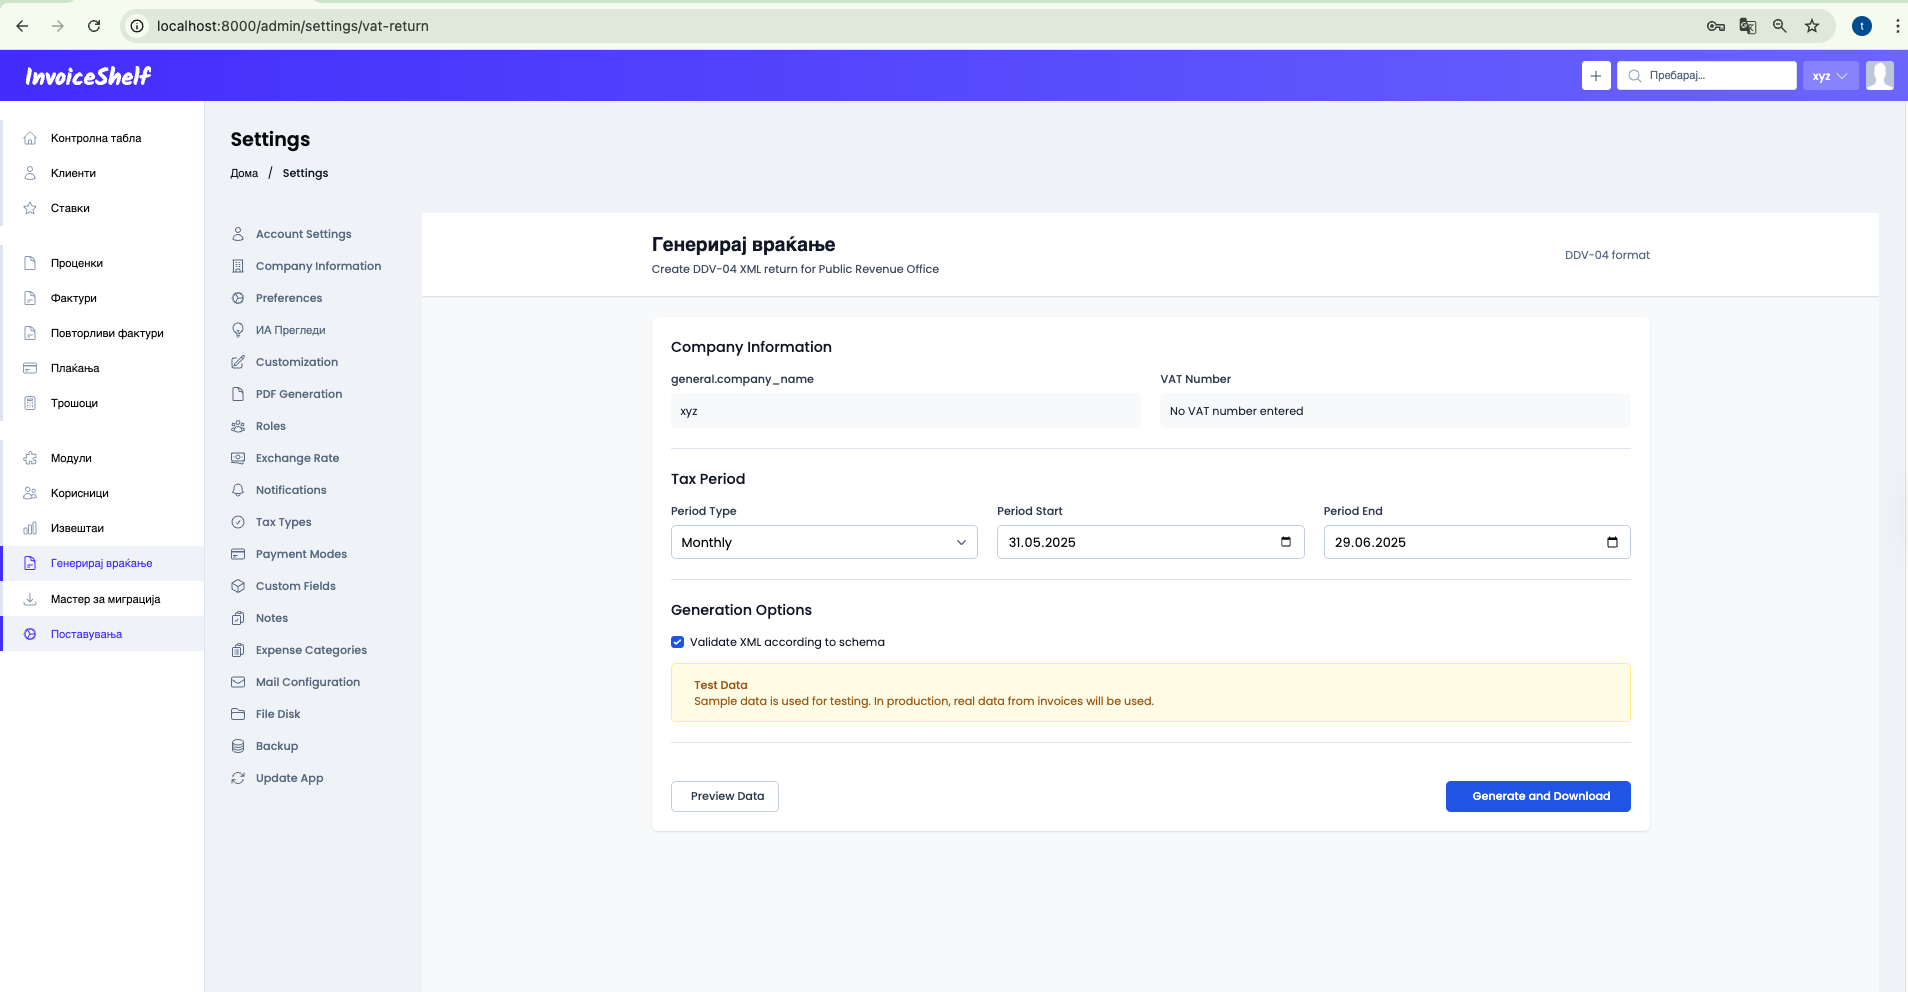 localhost:8000/admin/settings/vat-return
t
InvoiceShelf
Пребарај...
xyz
Контролна табла
Клиенти
Ставки
Проценки
Фактури
Повторливи фактури
Плаќања
Трошоци
Модули
Корисници
Извештаи
Генерирај враќање
Мастер за миграција
Поставувања
Settings
Дома / Settings
Account Settings
Company Information
Preferences
ИА Прегледи
Customization
PDF Generation
Roles
Exchange Rate
Notifications
Tax Types
Payment Modes
Custom Fields
Notes
Expense Categories
Mail Configuration
File Disk
Backup
Update App
Генерирај враќање
Create DDV-04 XML return for Public Revenue Office
DDV-04 format
Company Information
general.company_name
VAT Number
xyz
No VAT number entered
Tax Period
Period Type
Period Start
Period End
Monthly
31.05.2025
29.06.2025
Generation Options
Validate XML according to schema
Test Data
Sample data is used for testing. In production, real data from invoices will be used.
Preview Data
Generate and Download